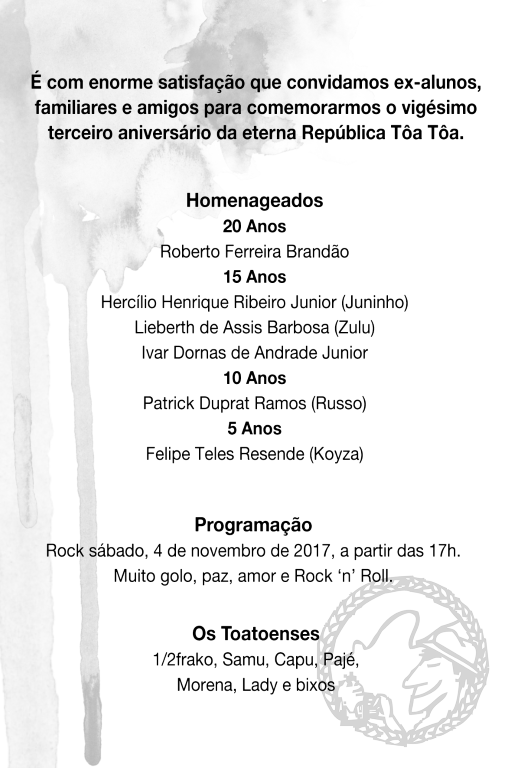 É com enorme satisfação que convidamos ex-alunos,
familiares e amigos para comemorarmos o vigésimo
terceiro aniversário da eterna República Tôa Tôa.
Homenageados
20 Anos
Roberto Ferreira Brandão
15 Anos
Hercílio Henrique Ribeiro Junior (Juninho)
Lieberth de Assis Barbosa (Zulu)
Ivar Dornas de Andrade Junior
10 Anos
Patrick Duprat Ramos (Russo)
5 Anos
Felipe Teles Resende (Koyza)
Programação
Rock sábado, 4 de novembro de 2017, a partir das 17h.
Muito golo, paz, amor e Rock ‘n’ Roll.
Os Toatoenses
1/2frako, Samu, Capu, Pajé,
Morena, Lady e bixos